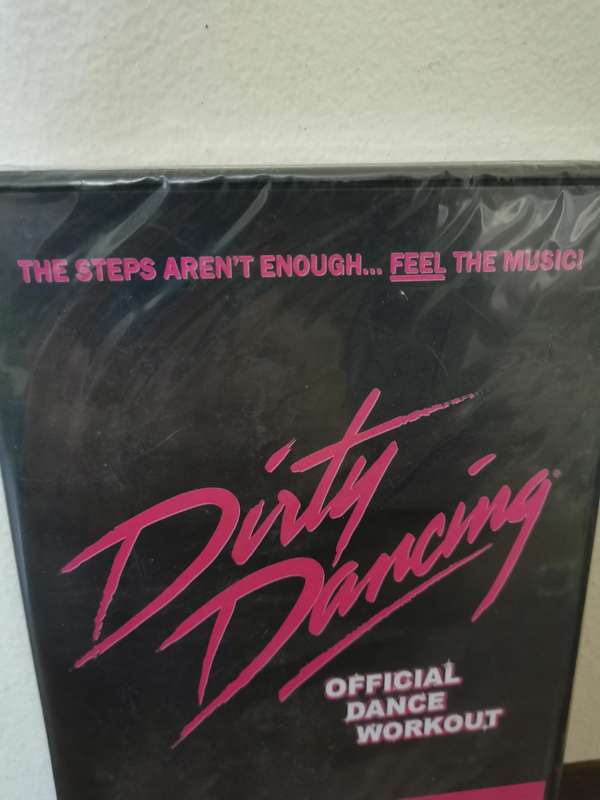 THE STEPS AREN'T ENOUGH... FEEL THE MUSIC!
Dirty
Dancing
OFFICIAL
DANCE
WORKOUT